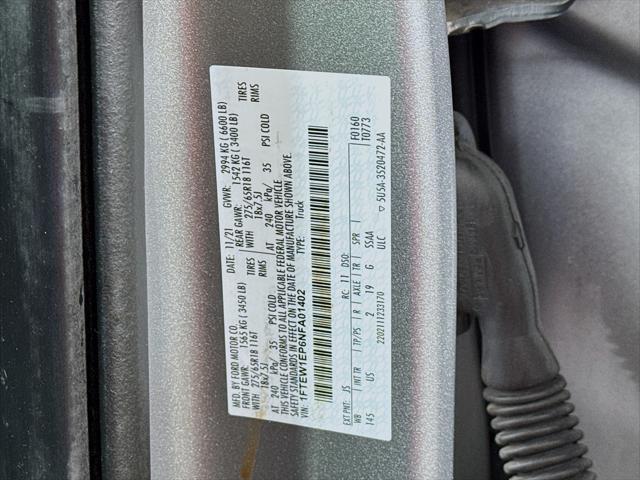 MFD. BY FORD MOTOR CO.
DATE: 11/21 GVWR: 2994 KG ( 6600 LB)
FRONT GAWR: 1565 KG ( 3450 LB) REAR GAWR: 1542 KG ( 3400 LB)
WITH 275/65R18 116T TIRES WITH 275/65R18 116T TIRES
18x7.5J RIMS 18x7.5J RIMS
AT 240 kPa/ 35 PSI COLD AT 240 kPa/ 35 PSI COLD
THIS VEHICLE CONFORMS TO ALL APPLICABLE FEDERAL MOTOR VEHICLE
SAFETY STANDARDS IN EFFECT ON THE DATE OF MANUFACTURE SHOWN ABOVE.
VIN: 1FTEW1EP6NFA01402 TYPE: Truck
EXT PNT: JS RC: 11 DSO: F0160
WB INT TR TP/PS R AXLE TR SPR T0773
145 US 2 19 G SSAA
2202111233170 ULC 5U5A-3520472-AA